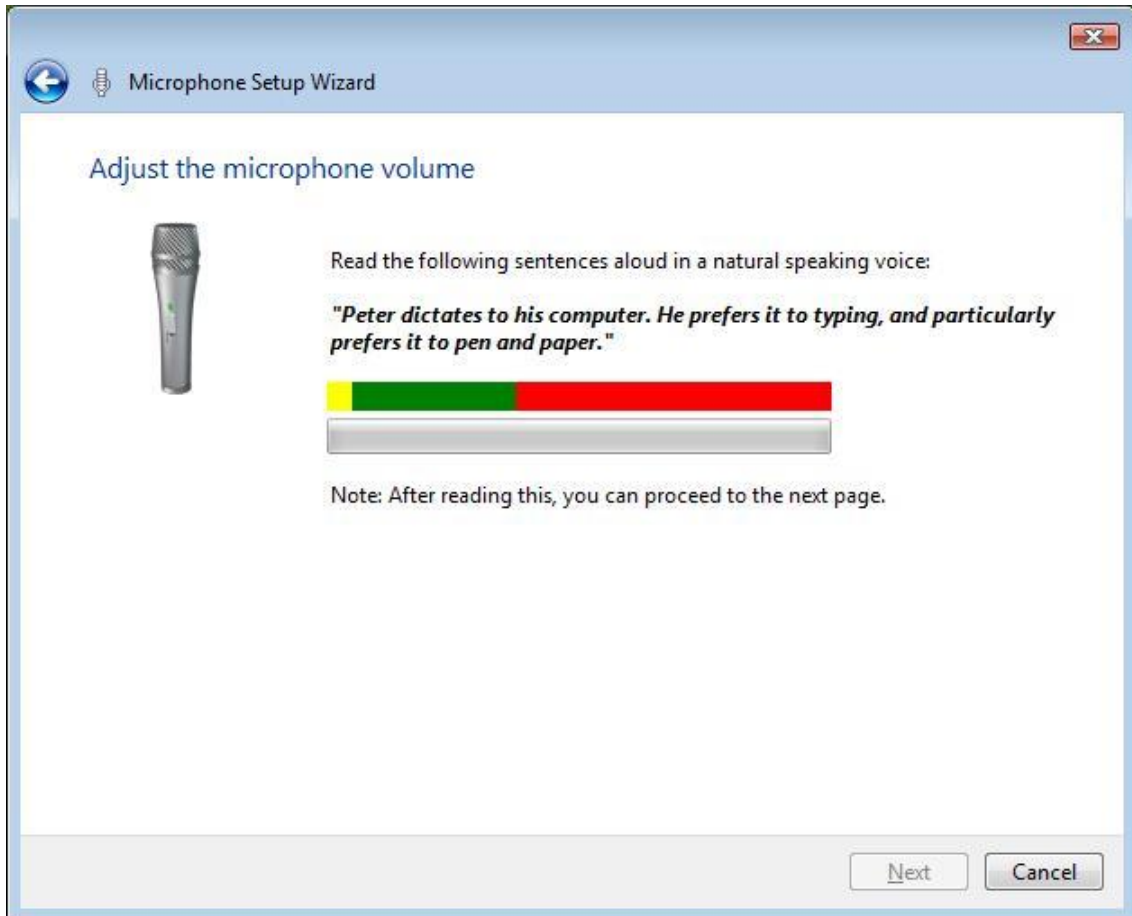 Microphone Setup Wizard
Adjust the microphone volume
Read the following sentences aloud in a natural speaking voice:
"Peter dictates to his computer. He prefers it to typing, and particularly
prefers it to pen and paper."
Note: After reading this, you can proceed to the next page.
Next Cancel